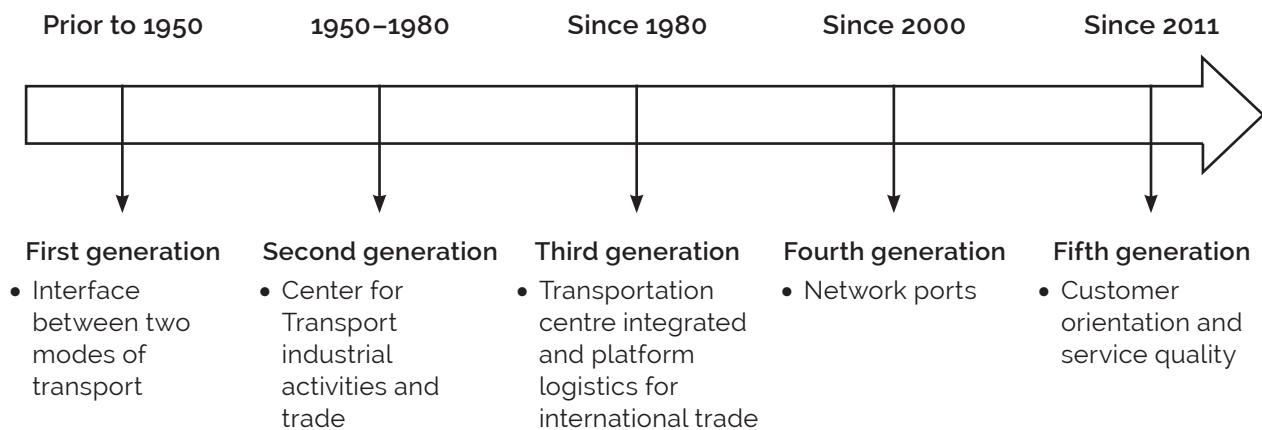 Prior to 1950
1950–1980
Since 1980
Since 2000
Since 2011
First generation
• Interface
between two
modes of
transport
Second generation
• Center for
Transport
industrial
activities and
trade
Third generation
• Transportation
centre integrated
and platform
logistics for
international trade
Fourth generation
• Network ports
Fifth generation
• Customer
orientation and
service quality